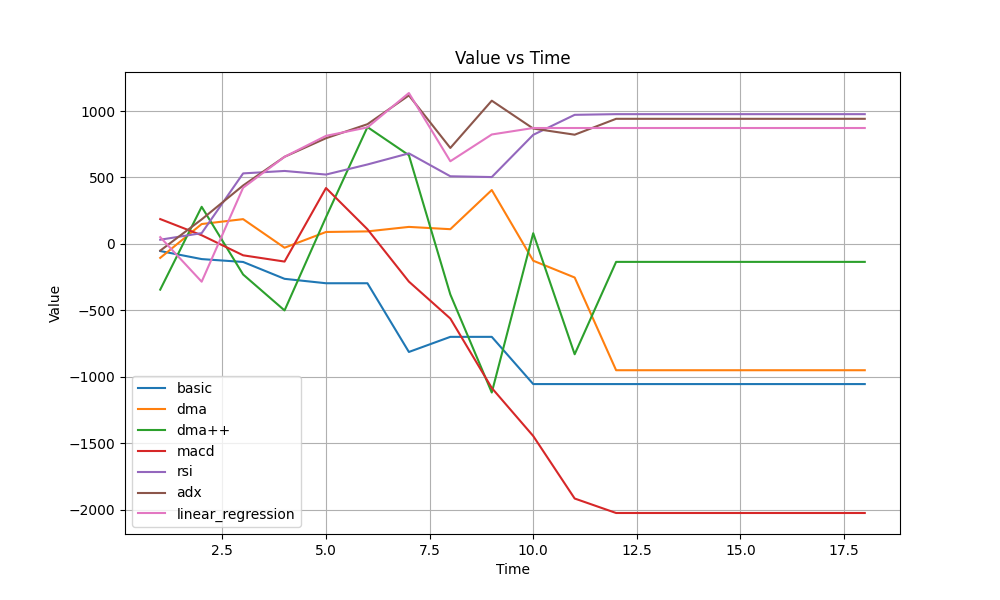 Value vs Time
Value
1000
500
0
−500
−1000
−1500
−2000
basic
dma
dma++
macd
rsi
adx
linear_regression
2.5 5.0 7.5 10.0 12.5 15.0 17.5
Time